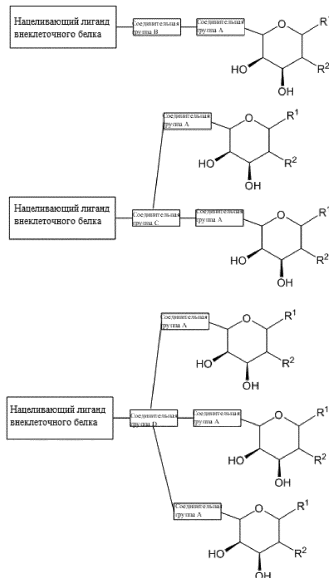 Нацеливающий лиганд
внеклеточного белка
Соединительная
группа B
Соединительная
группа A
O
R1
R2
HO
OH
Соединительная
группа A
O
R1
R2
HO
OH
Нацеливающий лиганд
внеклеточного белка
Соединительная
группа C
Соединительная
группа A
O
R1
R2
HO
OH
Соединительная
группа A
O
R1
R2
HO
OH
Нацеливающий лиганд
внеклеточного белка
Соединительная
группа D
Соединительная
группа A
O
R1
R2
HO
OH
Соединительная
группа A
O
R1
R2
HO
OH